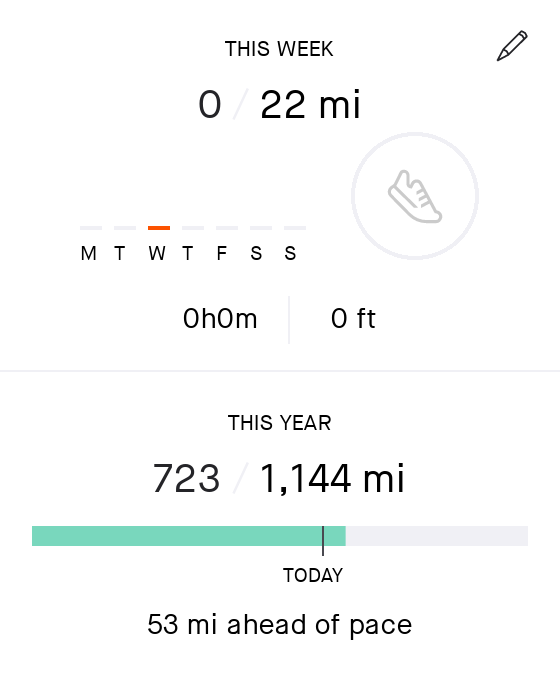 THIS WEEK
0 / 22 mi
M T W T F S S
0h0m 0 ft
THIS YEAR
723 / 1,144 mi
TODAY
53 mi ahead of pace